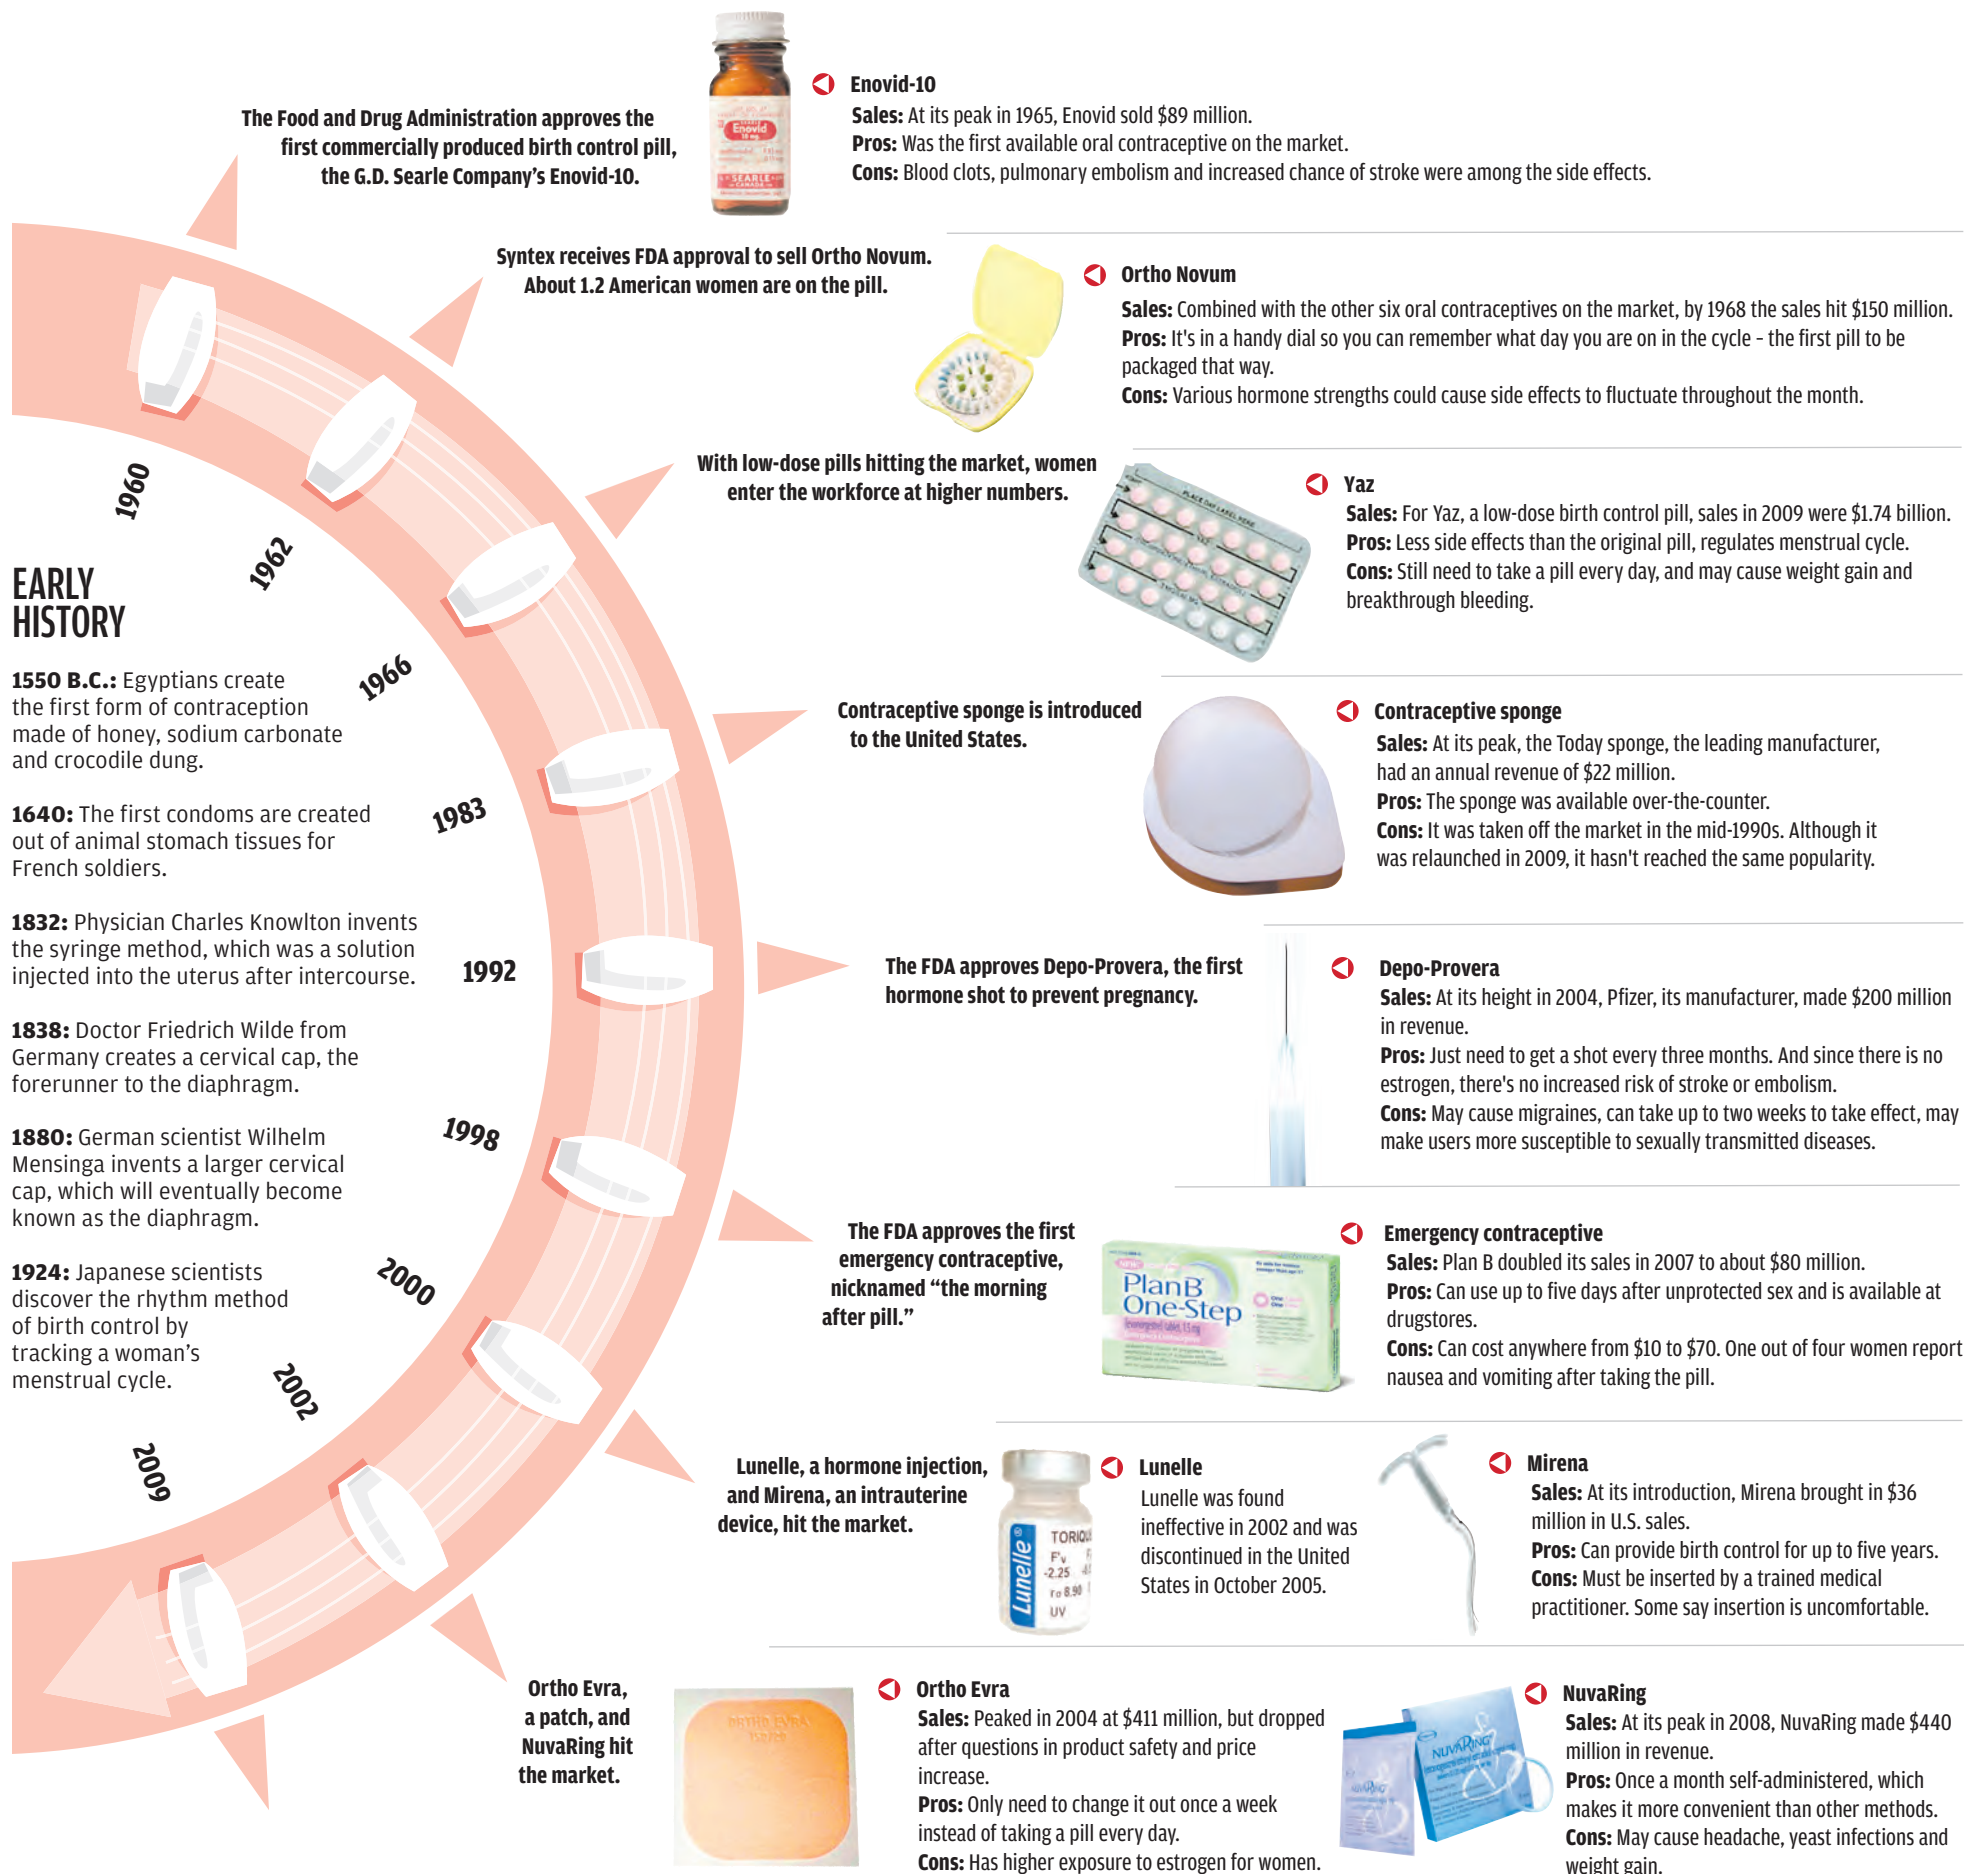 The Food and Drug Administration approves the
first commercially produced birth control pill,
the G.D. Searle Company's Enovid-10.
Enovid
SEARLE
Enovid-10
Sales: At its peak in 1965, Enovid sold $89 million.
Pros: Was the first available oral contraceptive on the market.
Cons: Blood clots, pulmonary embolism and increased chance of stroke were among the side effects.
Syntex receives FDA approval to sell Ortho Novum.
About 1.2 American women are on the pill.
Ortho Novum
Sales: Combined with the other six oral contraceptives on the market, by 1968 the sales hit $150 million.
Pros: It's in a handy dial so you can remember what day you are on in the cycle – the first pill to be
packaged that way.
Cons: Various hormone strengths could cause side effects to fluctuate throughout the month.
With low-dose pills hitting the market, women
enter the workforce at higher numbers.
PLACE DAY LABEL HERE
Yaz
Sales: For Yaz, a low-dose birth control pill, sales in 2009 were $1.74 billion.
Pros: Less side effects than the original pill, regulates menstrual cycle.
Cons: Still need to take a pill every day, and may cause weight gain and
breakthrough bleeding.
Contraceptive sponge is introduced
to the United States.
Contraceptive sponge
Sales: At its peak, the Today sponge, the leading manufacturer,
had an annual revenue of $22 million.
Pros: The sponge was available over-the-counter.
Cons: It was taken off the market in the mid-1990s. Although it
was relaunched in 2009, it hasn't reached the same popularity.
The FDA approves Depo-Provera, the first
hormone shot to prevent pregnancy.
Depo-Provera
Sales: At its height in 2004, Pfizer, its manufacturer, made $200 million
in revenue.
Pros: Just need to get a shot every three months. And since there is no
estrogen, there's no increased risk of stroke or embolism.
Cons: May cause migraines, can take up to two weeks to take effect, may
make users more susceptible to sexually transmitted diseases.
The FDA approves the first
emergency contraceptive,
nicknamed “the morning
after pill.”
Plan B
One-Step
Emergency contraceptive
Sales: Plan B doubled its sales in 2007 to about $80 million.
Pros: Can use up to five days after unprotected sex and is available at
drugstores.
Cons: Can cost anywhere from $10 to $70. One out of four women report
nausea and vomiting after taking the pill.
Lunelle, a hormone injection,
and Mirena, an intrauterine
device, hit the market.
Lunelle
-2.25
8.90
UV
Lunelle
Lunelle was found
ineffective in 2002 and was
discontinued in the United
States in October 2005.
Mirena
Sales: At its introduction, Mirena brought in $36
million in U.S. sales.
Pros: Can provide birth control for up to five years.
Cons: Must be inserted by a trained medical
practitioner. Some say insertion is uncomfortable.
Ortho Evra,
a patch, and
NuvaRing hit
the market.
ORTHO EVRA
Ortho Evra
Sales: Peaked in 2004 at $411 million, but dropped
after questions in product safety and price
increase.
Pros: Only need to change it out once a week
instead of taking a pill every day.
Cons: Has higher exposure to estrogen for women.
NUVARING
NUVARING
NuvaRing
Sales: At its peak in 2008, NuvaRing made $440
million in revenue.
Pros: Once a month self-administered, which
makes it more convenient than other methods.
Cons: May cause headache, yeast infections and
weight gain.
1960
1962
1966
1983
1992
1998
2000
2002
2009
EARLY
HISTORY
1550 B.C.: Egyptians create
the first form of contraception
made of honey, sodium carbonate
and crocodile dung.
1640: The first condoms are created
out of animal stomach tissues for
French soldiers.
1832: Physician Charles Knowlton invents
the syringe method, which was a solution
injected into the uterus after intercourse.
1838: Doctor Friedrich Wilde from
Germany creates a cervical cap, the
forerunner to the diaphragm.
1880: German scientist Wilhelm
Mensinga invents a larger cervical
cap, which will eventually become
known as the diaphragm.
1924: Japanese scientists
discover the rhythm method
of birth control by
tracking a woman's
menstrual cycle.